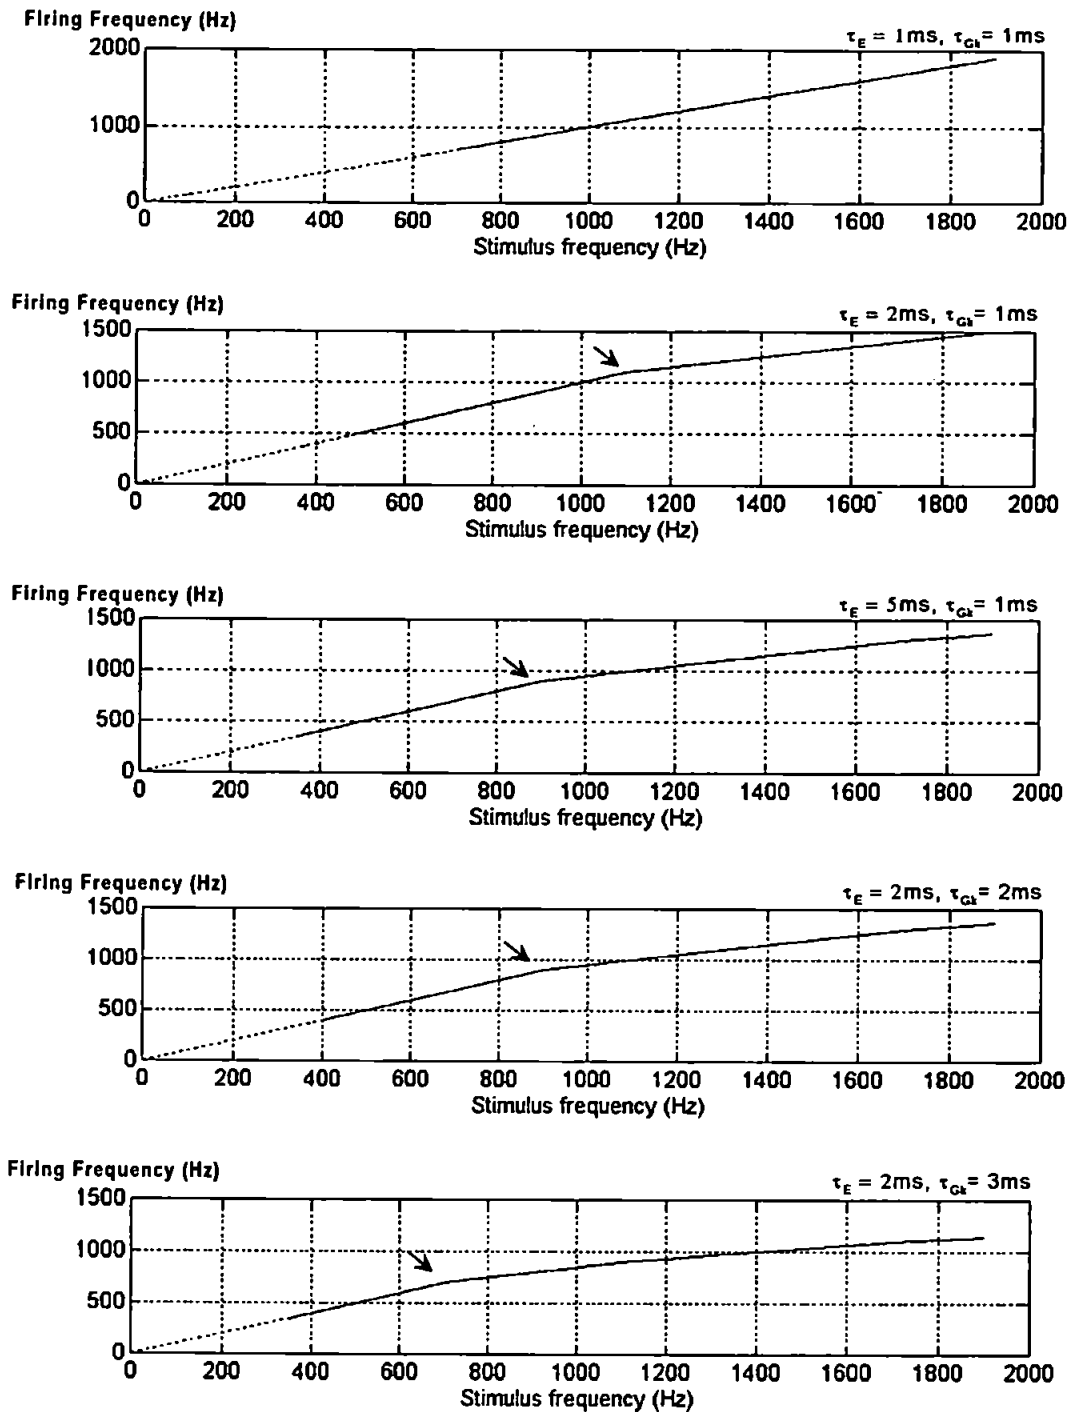 Firing Frequency (Hz)
τE = 1ms, τGk= 1ms
2000
1000
0
0 200 400 600 800 1000 1200 1400 1600 1800 2000
Stimulus frequency (Hz)
Firing Frequency (Hz)
τE = 2ms, τGk= 1ms
1500
1000
500
0
0 200 400 600 800 1000 1200 1400 1600 1800 2000
Stimulus frequency (Hz)
Firing Frequency (Hz)
τE = 5ms, τGk= 1ms
1500
1000
500
0
0 200 400 600 800 1000 1200 1400 1600 1800 2000
Stimulus frequency (Hz)
Firing Frequency (Hz)
τE = 2ms, τGk= 2ms
1500
1000
500
0
0 200 400 600 800 1000 1200 1400 1600 1800 2000
Stimulus frequency (Hz)
Firing Frequency (Hz)
τE = 2ms, τGk= 3ms
1500
1000
500
0
0 200 400 600 800 1000 1200 1400 1600 1800 2000
Stimulus frequency (Hz)